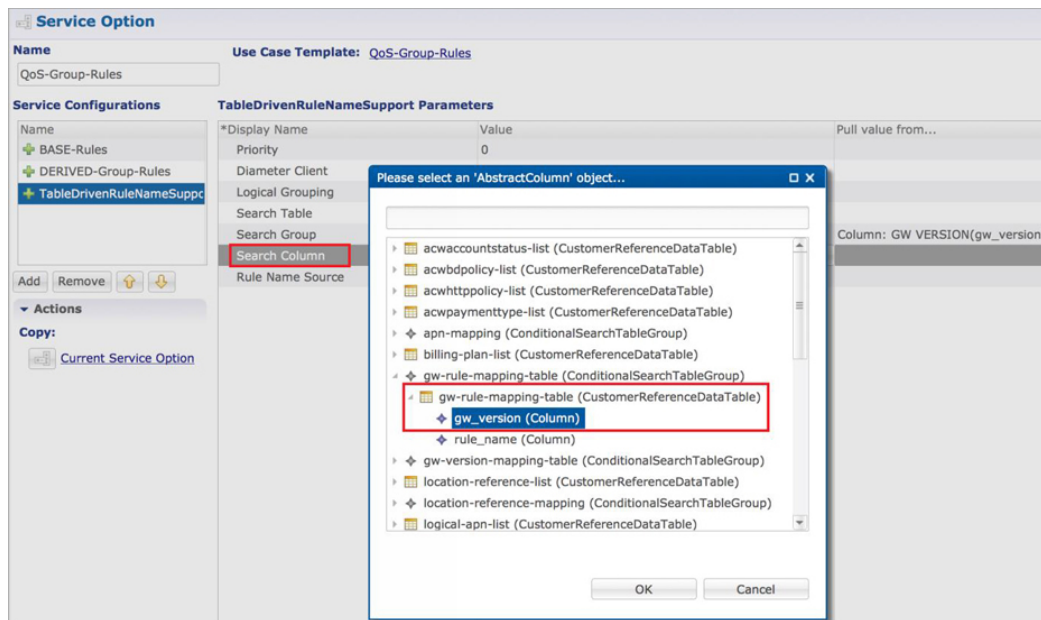 Service Option
Name
Use Case Template: QoS-Group-Rules
QoS-Group-Rules
Service Configurations
TableDrivenRuleNameSupport Parameters
Name
*Display Name Value Pull value from...
BASE-Rules
Priority 0
DERIVED-Group-Rules
Diameter Client
TableDrivenRuleNameSuppo
Logical Grouping
Search Table
Search Group Column: GW VERSION(gw_version
Search Column
Rule Name Source
Add Remove
Actions
Copy:
Current Service Option
Please select an 'AbstractColumn' object...
acwaccountstatus-list (CustomerReferenceDataTable)
acwbdpolicy-list (CustomerReferenceDataTable)
acwhttppolicy-list (CustomerReferenceDataTable)
acwpaymenttype-list (CustomerReferenceDataTable)
apn-mapping (ConditionalSearchTableGroup)
billing-plan-list (CustomerReferenceDataTable)
gw-rule-mapping-table (ConditionalSearchTableGroup)
gw-rule-mapping-table (CustomerReferenceDataTable)
gw_version (Column)
rule_name (Column)
gw-version-mapping-table (ConditionalSearchTableGroup)
location-reference-list (CustomerReferenceDataTable)
location-reference-mapping (ConditionalSearchTableGroup)
logical-apn-list (CustomerReferenceDataTable)
OK Cancel